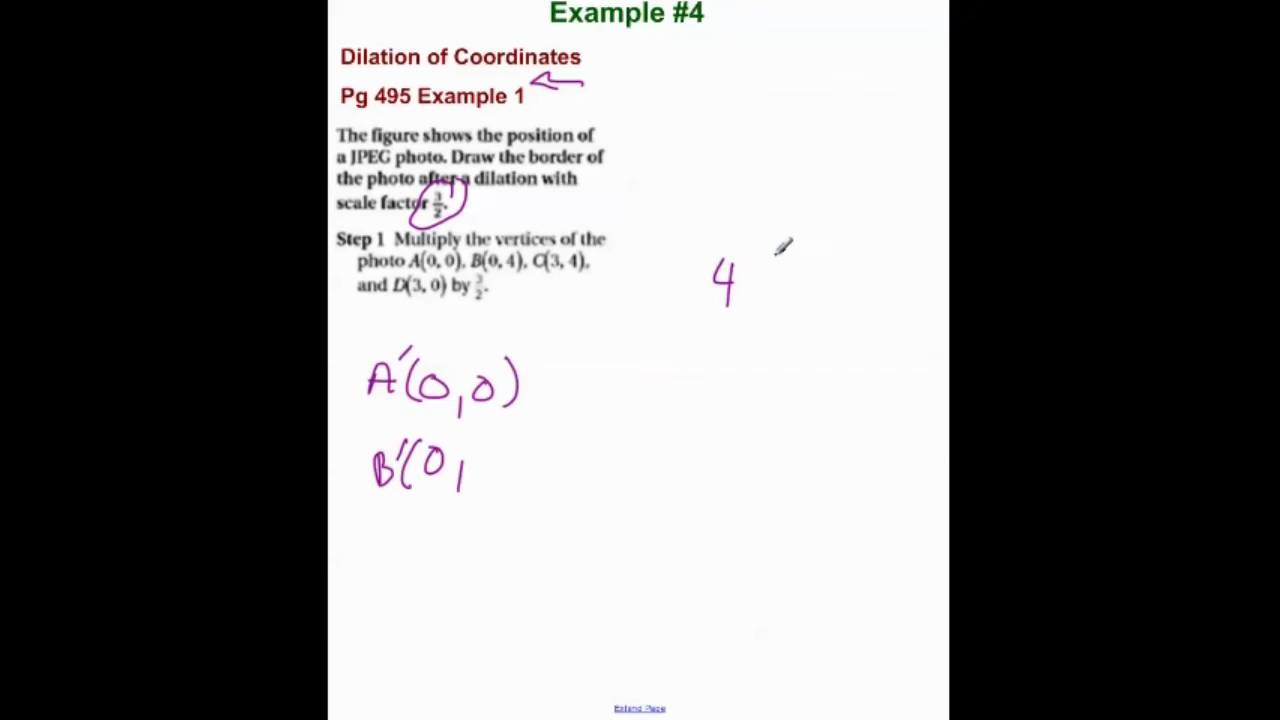 Example #4
Dilation of Coordinates
Pg 495 Example 1
The figure shows the position of
a JPEG photo. Draw the border of
the photo after a dilation with
scale factor 3/2.
Step 1 Multiply the vertices of the
photo A(0, 0), B(0, 4), C(3, 4),
and D(3, 0) by 3/2.
4
A′(0,0)
B′(0,
Extend Page